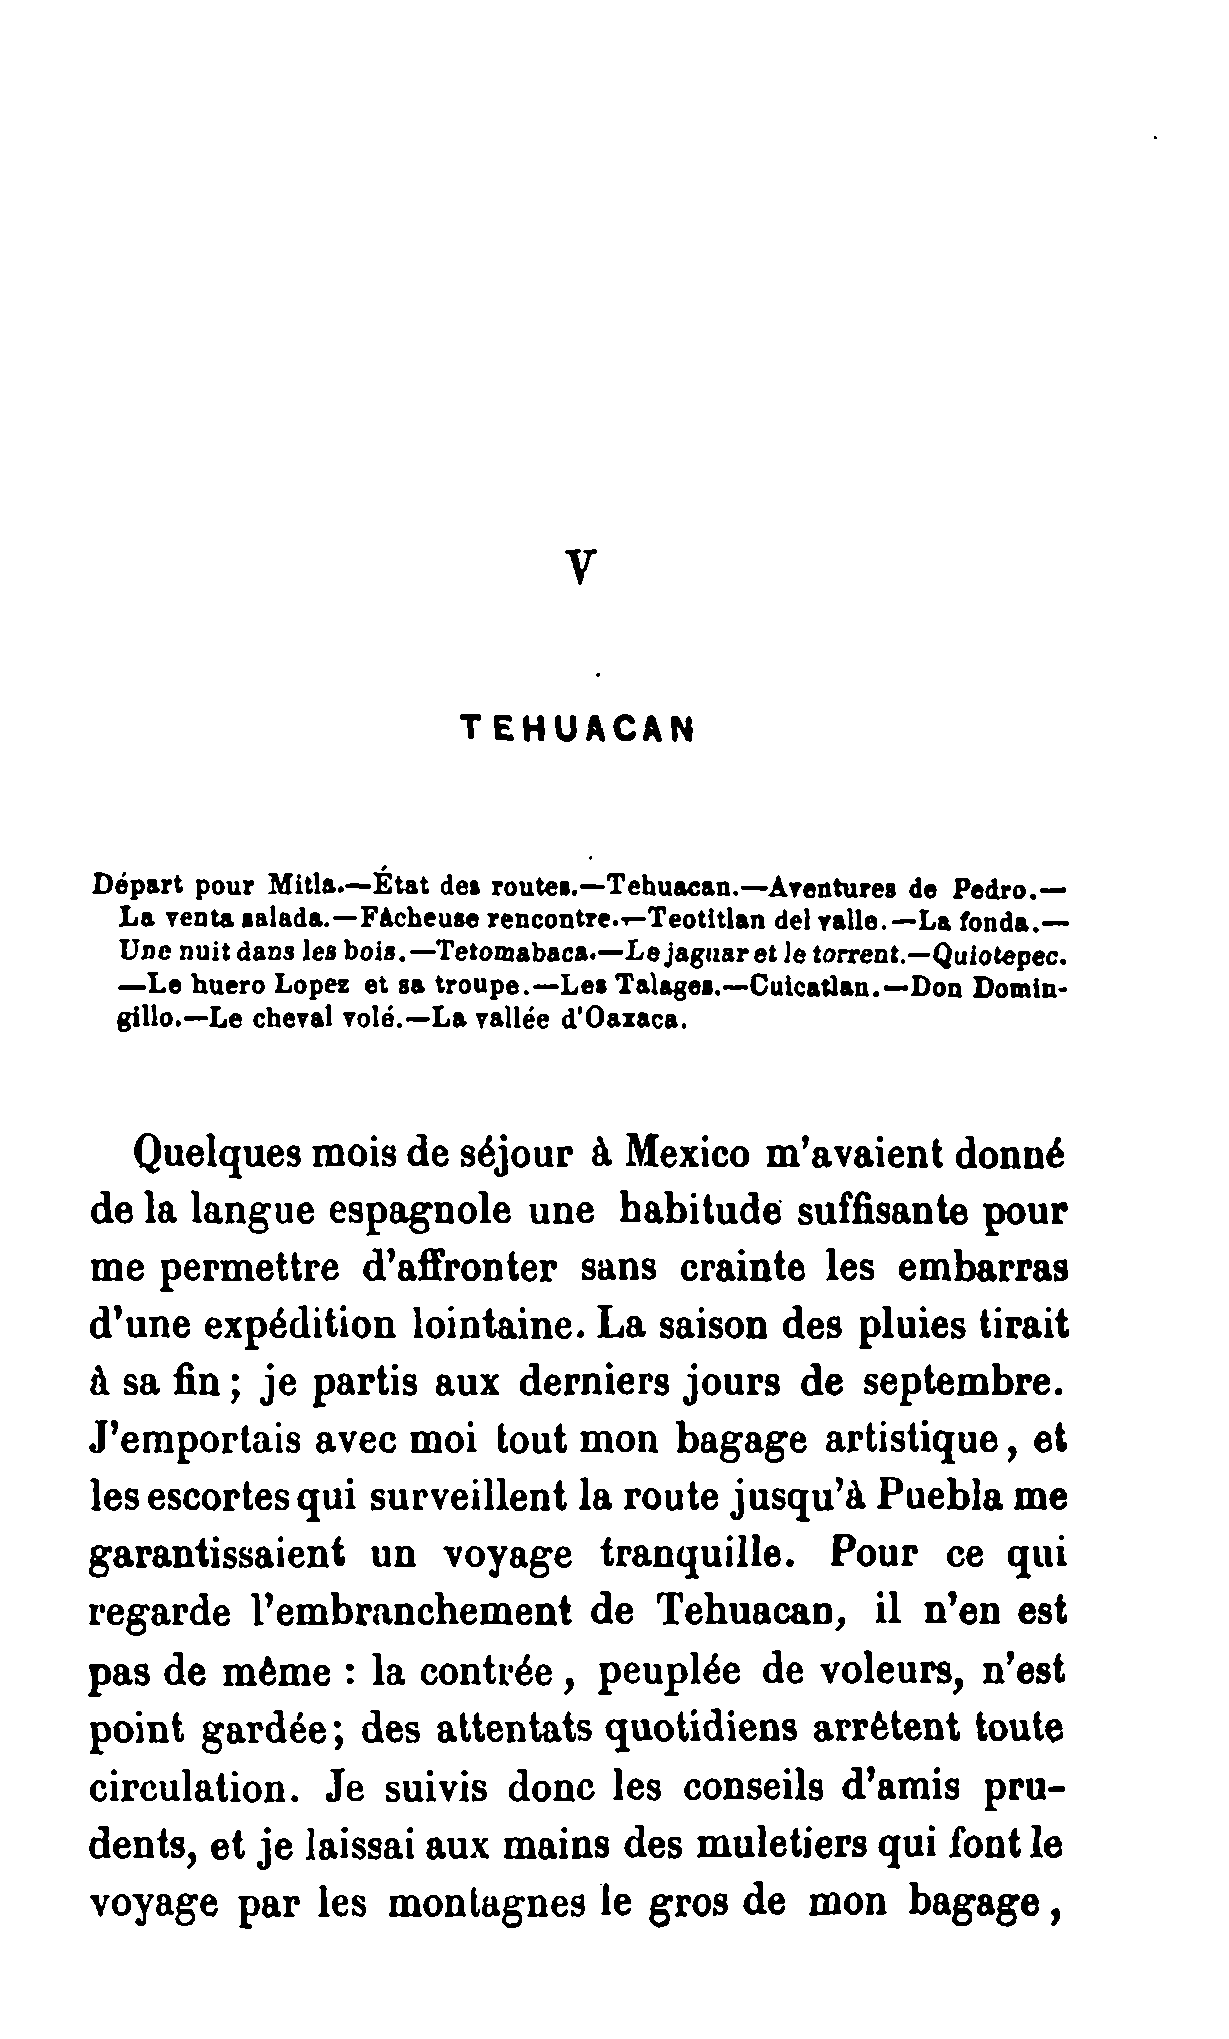 V
TEHUACAN
Départ pour Mitla.—État des routes.—Tehuacan.—Aventures de Pedro.—
La venta salada.—Fâcheuse rencontre.—Teotitlan del valle.—La fonda.—
Une nuit dans les bois.—Tetomabaca.—Le jaguar et le torrent.—Quiotepec.
—Le huero Lopez et sa troupe.—Les Talages.—Cuicatlan.—Don Domin-
gillo.—Le cheval volé.—La vallée d'Oaxaca.
Quelques mois de séjour à Mexico m'avaient donné
de la langue espagnole une habitude suffisante pour
me permettre d'affronter sans crainte les embarras
d'une expédition lointaine. La saison des pluies tirait
à sa fin ; je partis aux derniers jours de septembre.
J'emportais avec moi tout mon bagage artistique, et
les escortes qui surveillent la route jusqu'à Puebla me
garantissaient un voyage tranquille. Pour ce qui
regarde l'embranchement de Tehuacan, il n'en est
pas de même : la contrée, peuplée de voleurs, n'est
point gardée; des attentats quotidiens arrêtent toute
circulation. Je suivis donc les conseils d'amis pru-
dents, et je laissai aux mains des muletiers qui font le
voyage par les montagnes le gros de mon bagage,